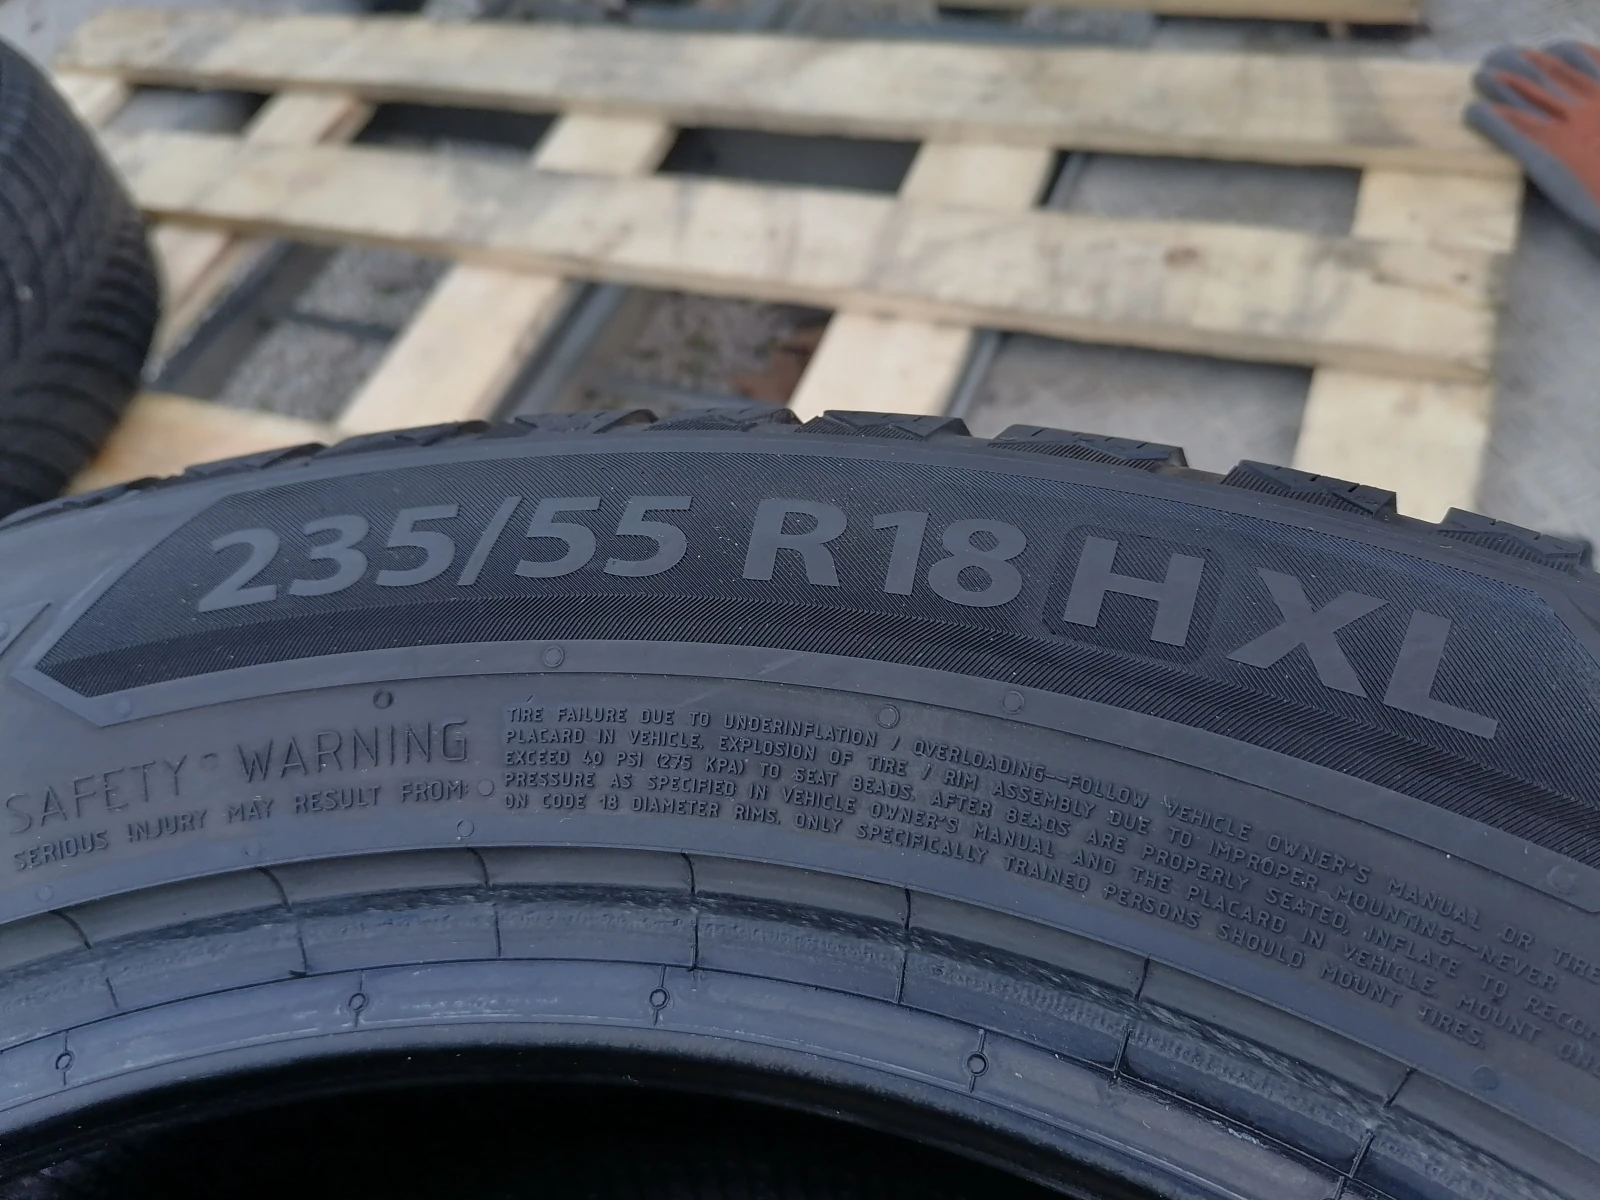 235/55 R18 H XL
SAFETY WARNING
SERIOUS INJURY MAY RESULT FROM:
TIRE FAILURE DUE TO UNDERINFLATION / OVERLOADING—FOLLOW VEHICLE OWNER'S MANUAL OR TIRE
PLACARD IN VEHICLE. EXPLOSION OF TIRE / RIM ASSEMBLY DUE TO IMPROPER MOUNTING—NEVER
EXCEED 40 PSI (275 KPA) TO SEAT BEADS. AFTER BEADS ARE PROPERLY SEATED, INFLATE TO
PRESSURE AS SPECIFIED IN VEHICLE OWNER'S MANUAL AND THE PLACARD IN VEHICLE. MOUNT
ON CODE 18 DIAMETER RIMS. ONLY SPECIFICALLY TRAINED PERSONS SHOULD MOUNT TIRES.